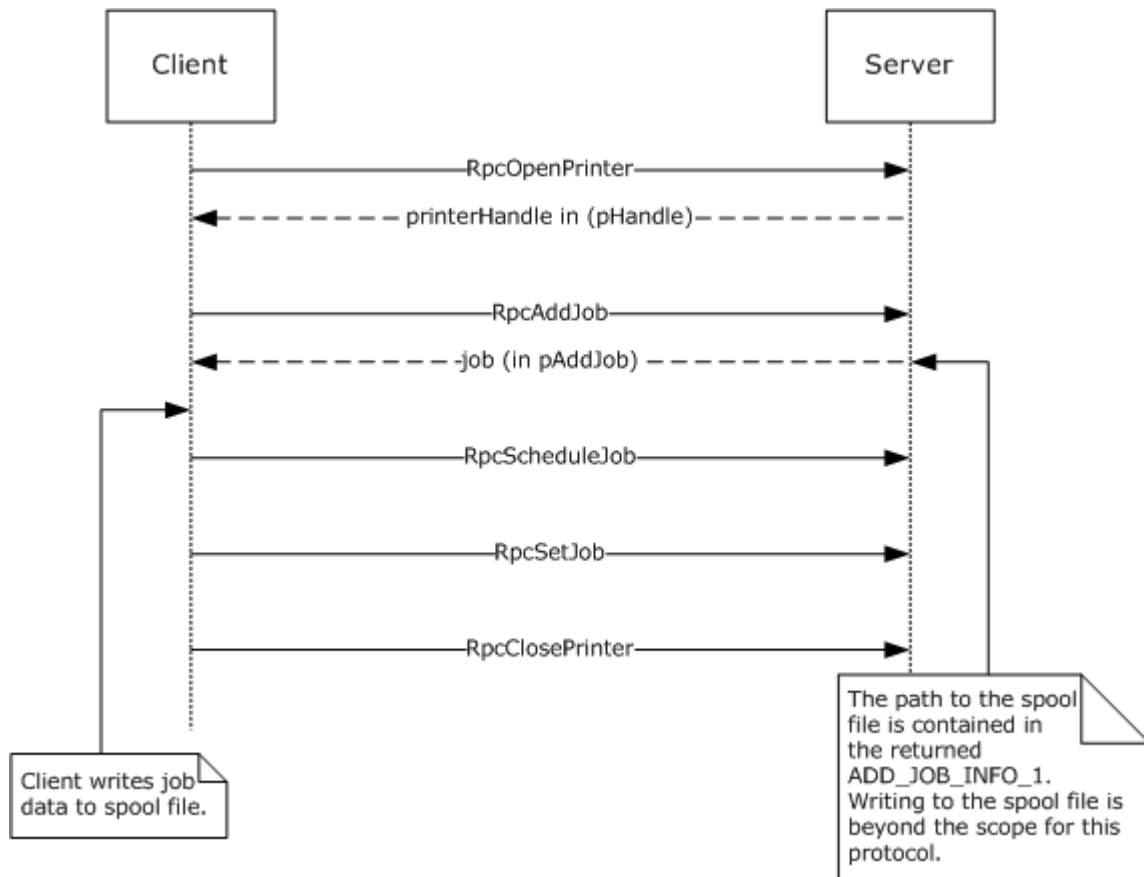 Client
Server
RpcOpenPrinter
printerHandle in (pHandle)
RpcAddJob
job (in pAddJob)
RpcScheduleJob
RpcSetJob
RpcClosePrinter
Client writes job
data to spool file.
The path to the spool
file is contained in
the returned
ADD_JOB_INFO_1.
Writing to the spool file is
beyond the scope for this
protocol.